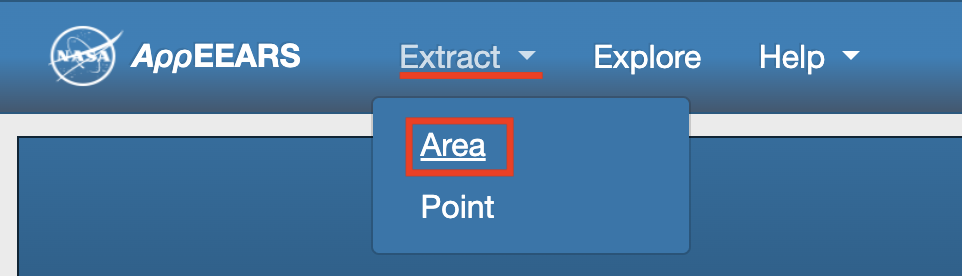 NASA AppEEARS Extract Explore Help
Area
Point